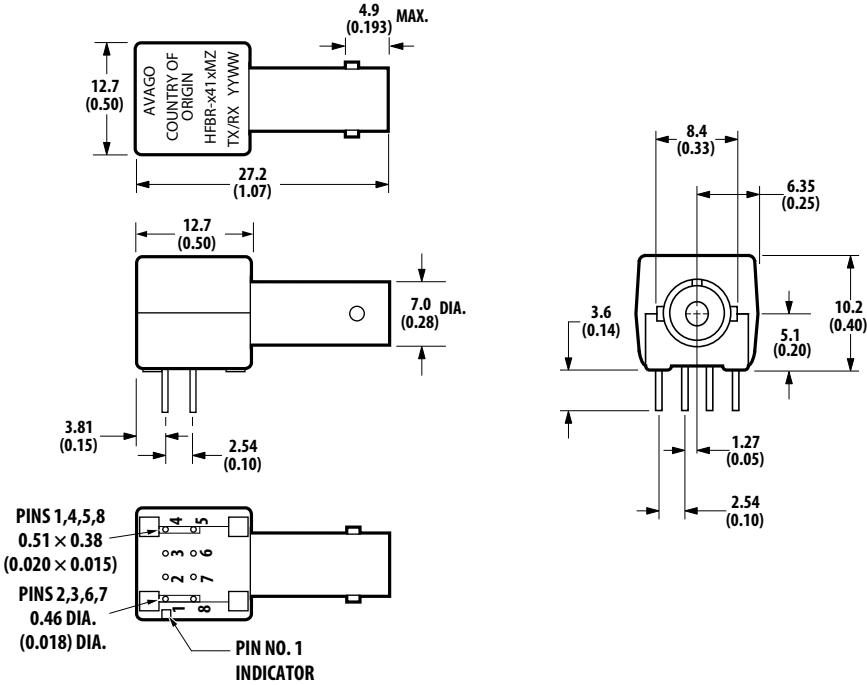 4.9
(0.193)
MAX.
12.7
(0.50)
AVAGO
COUNTRY OF
ORIGIN
HFBR-x41xMZ
TX/RX YYWW
27.2
(1.07)
8.4
(0.33)
6.35
(0.25)
12.7
(0.50)
7.0
(0.28)
DIA.
3.6
(0.14)
10.2
(0.40)
5.1
(0.20)
3.81
(0.15)
2.54
(0.10)
1.27
(0.05)
2.54
(0.10)
PINS 1,4,5,8
0.51 × 0.38
(0.020 × 0.015)
PINS 2,3,6,7
0.46 DIA.
(0.018) DIA.
4 5
3 6
2 7
1 8
PIN NO. 1
INDICATOR